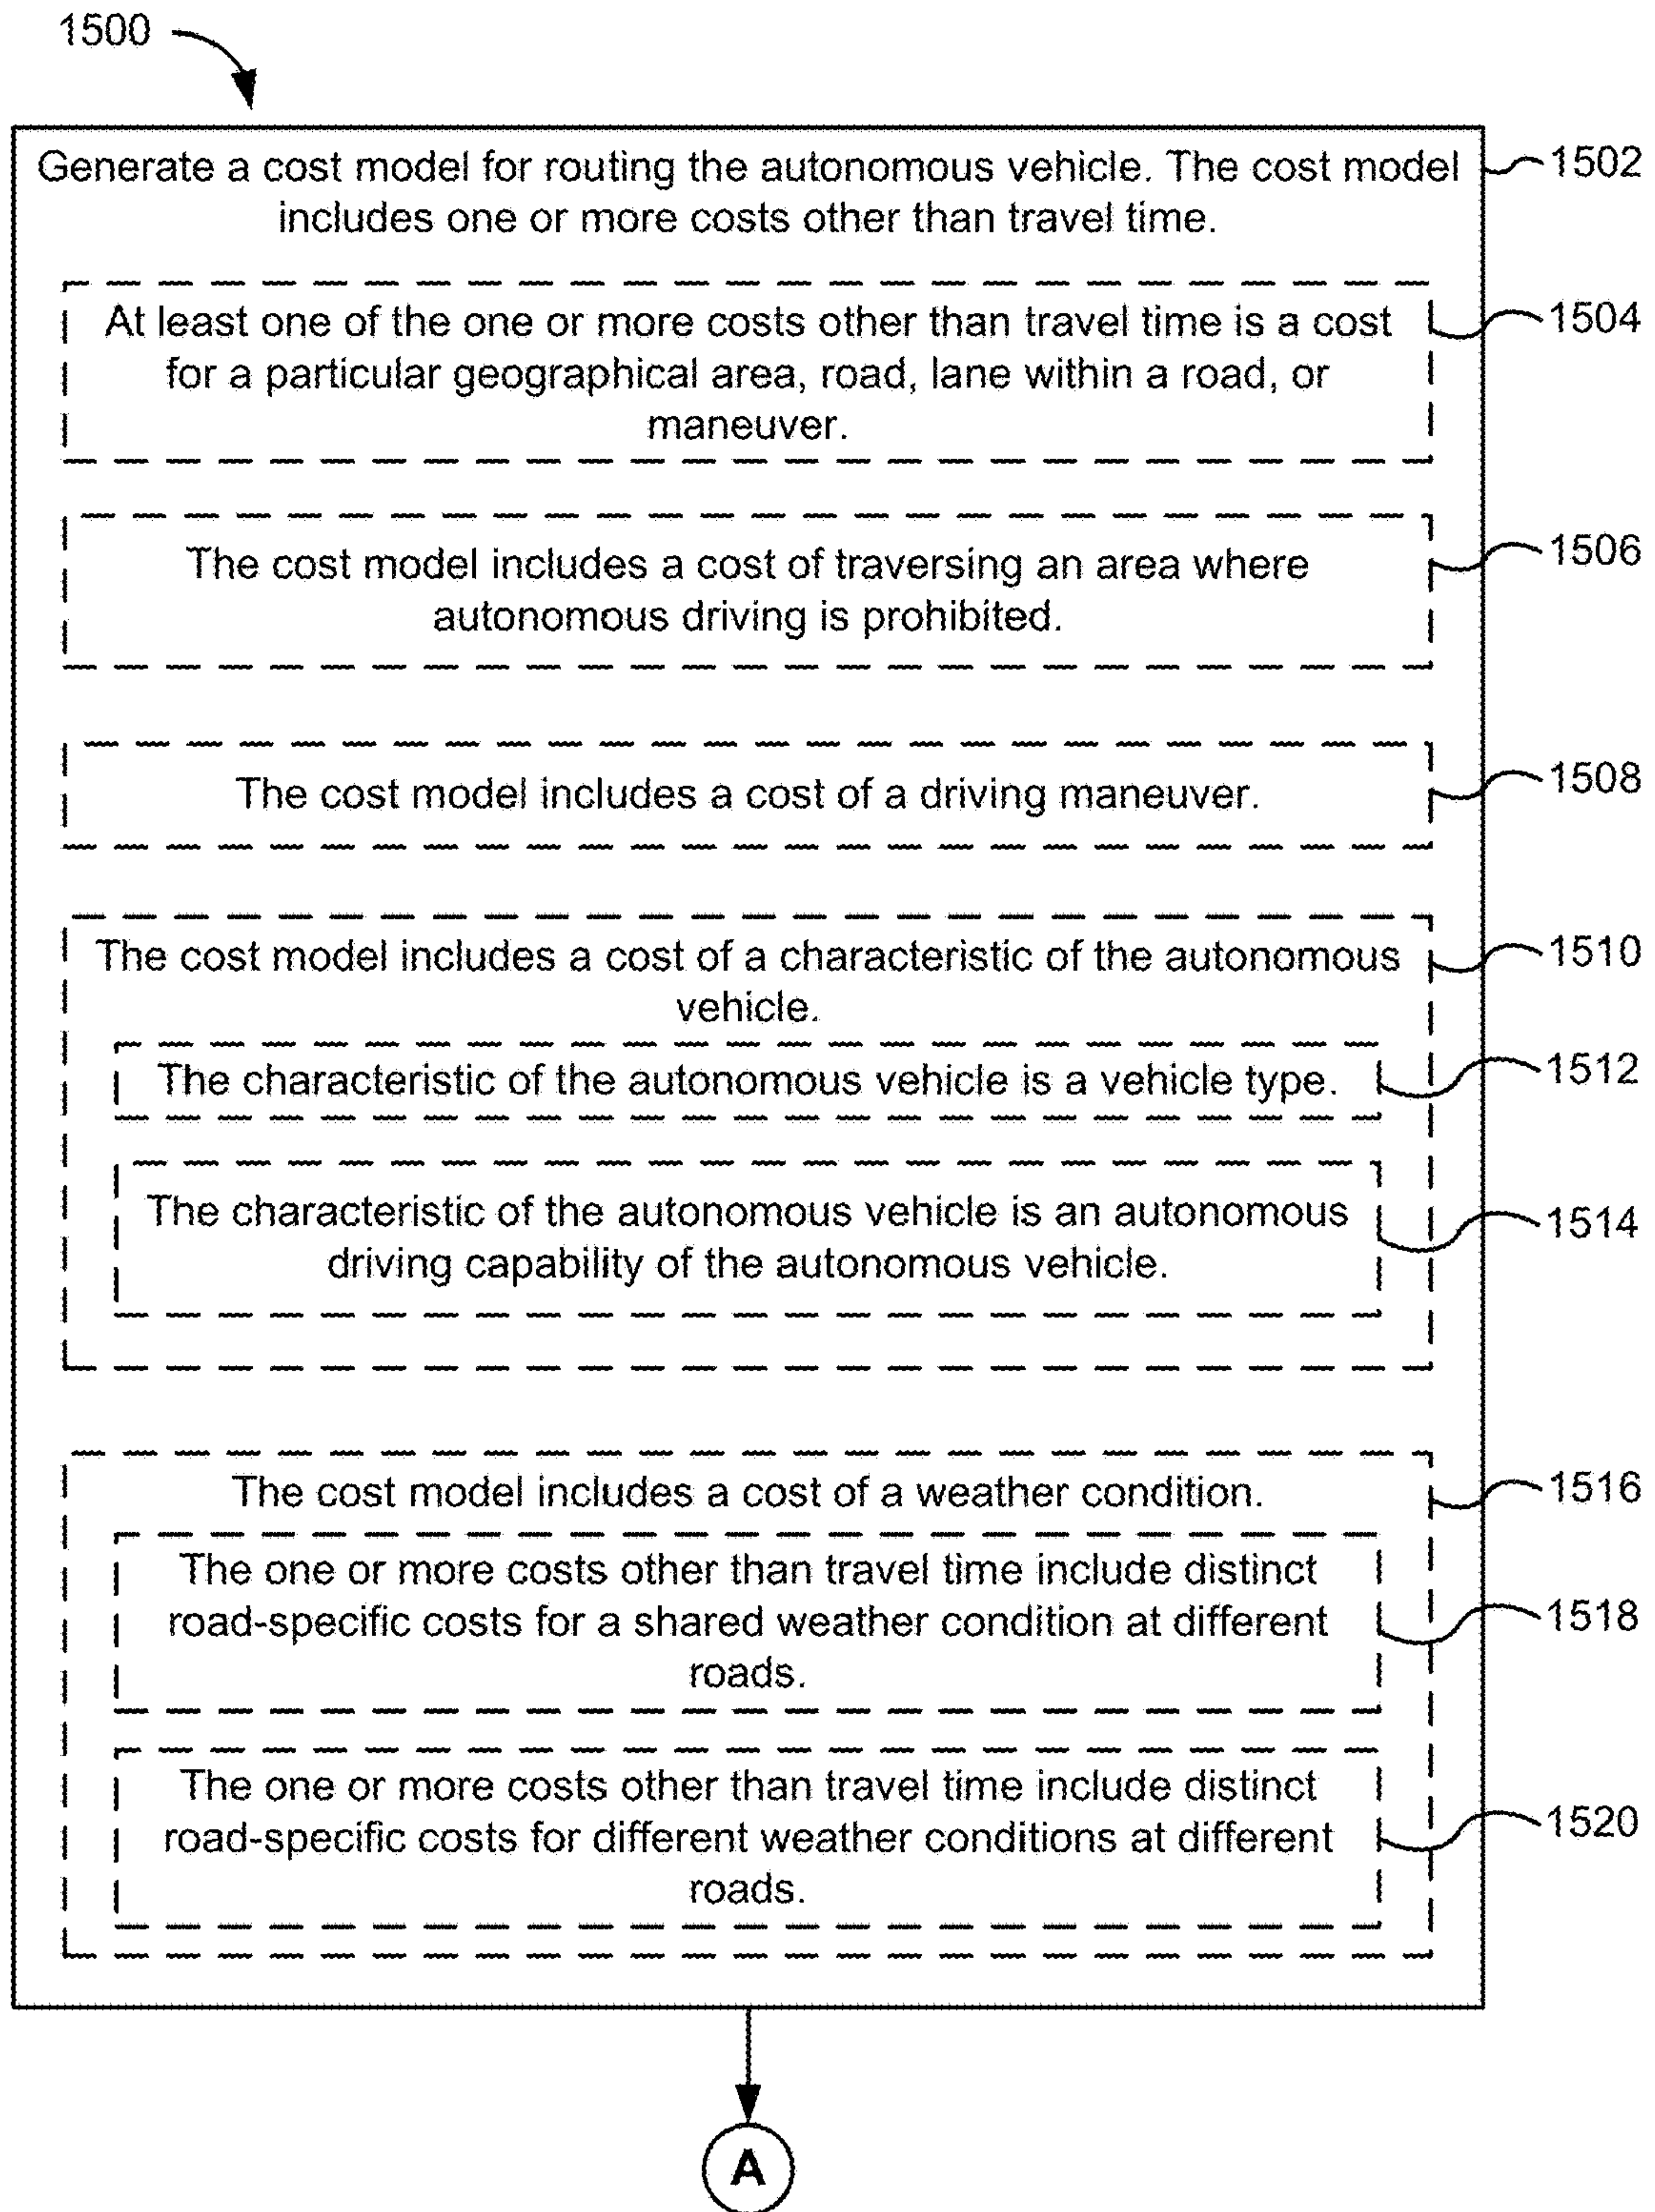 1500
Generate a cost model for routing the autonomous vehicle. The cost model
includes one or more costs other than travel time.
1502
At least one of the one or more costs other than travel time is a cost
for a particular geographical area, road, lane within a road, or
maneuver.
1504
The cost model includes a cost of traversing an area where
autonomous driving is prohibited.
1506
The cost model includes a cost of a driving maneuver.
1508
The cost model includes a cost of a characteristic of the autonomous
vehicle.
1510
The characteristic of the autonomous vehicle is a vehicle type.
1512
The characteristic of the autonomous vehicle is an autonomous
driving capability of the autonomous vehicle.
1514
The cost model includes a cost of a weather condition.
1516
The one or more costs other than travel time include distinct
road-specific costs for a shared weather condition at different
roads.
1518
The one or more costs other than travel time include distinct
road-specific costs for different weather conditions at different
roads.
1520
A